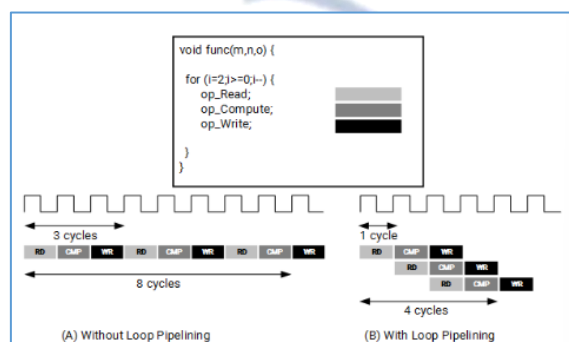 void func(m,n,o) {
for (i=2;i>=0;i--) {
op_Read;
op_Compute;
op_Write;
}
}
3 cycles
RD CMP WR RD CMP WR RD CMP WR
8 cycles
(A) Without Loop Pipelining
1 cycle
RD CMP WR
RD CMP WR
RD CMP WR
4 cycles
(B) With Loop Pipelining